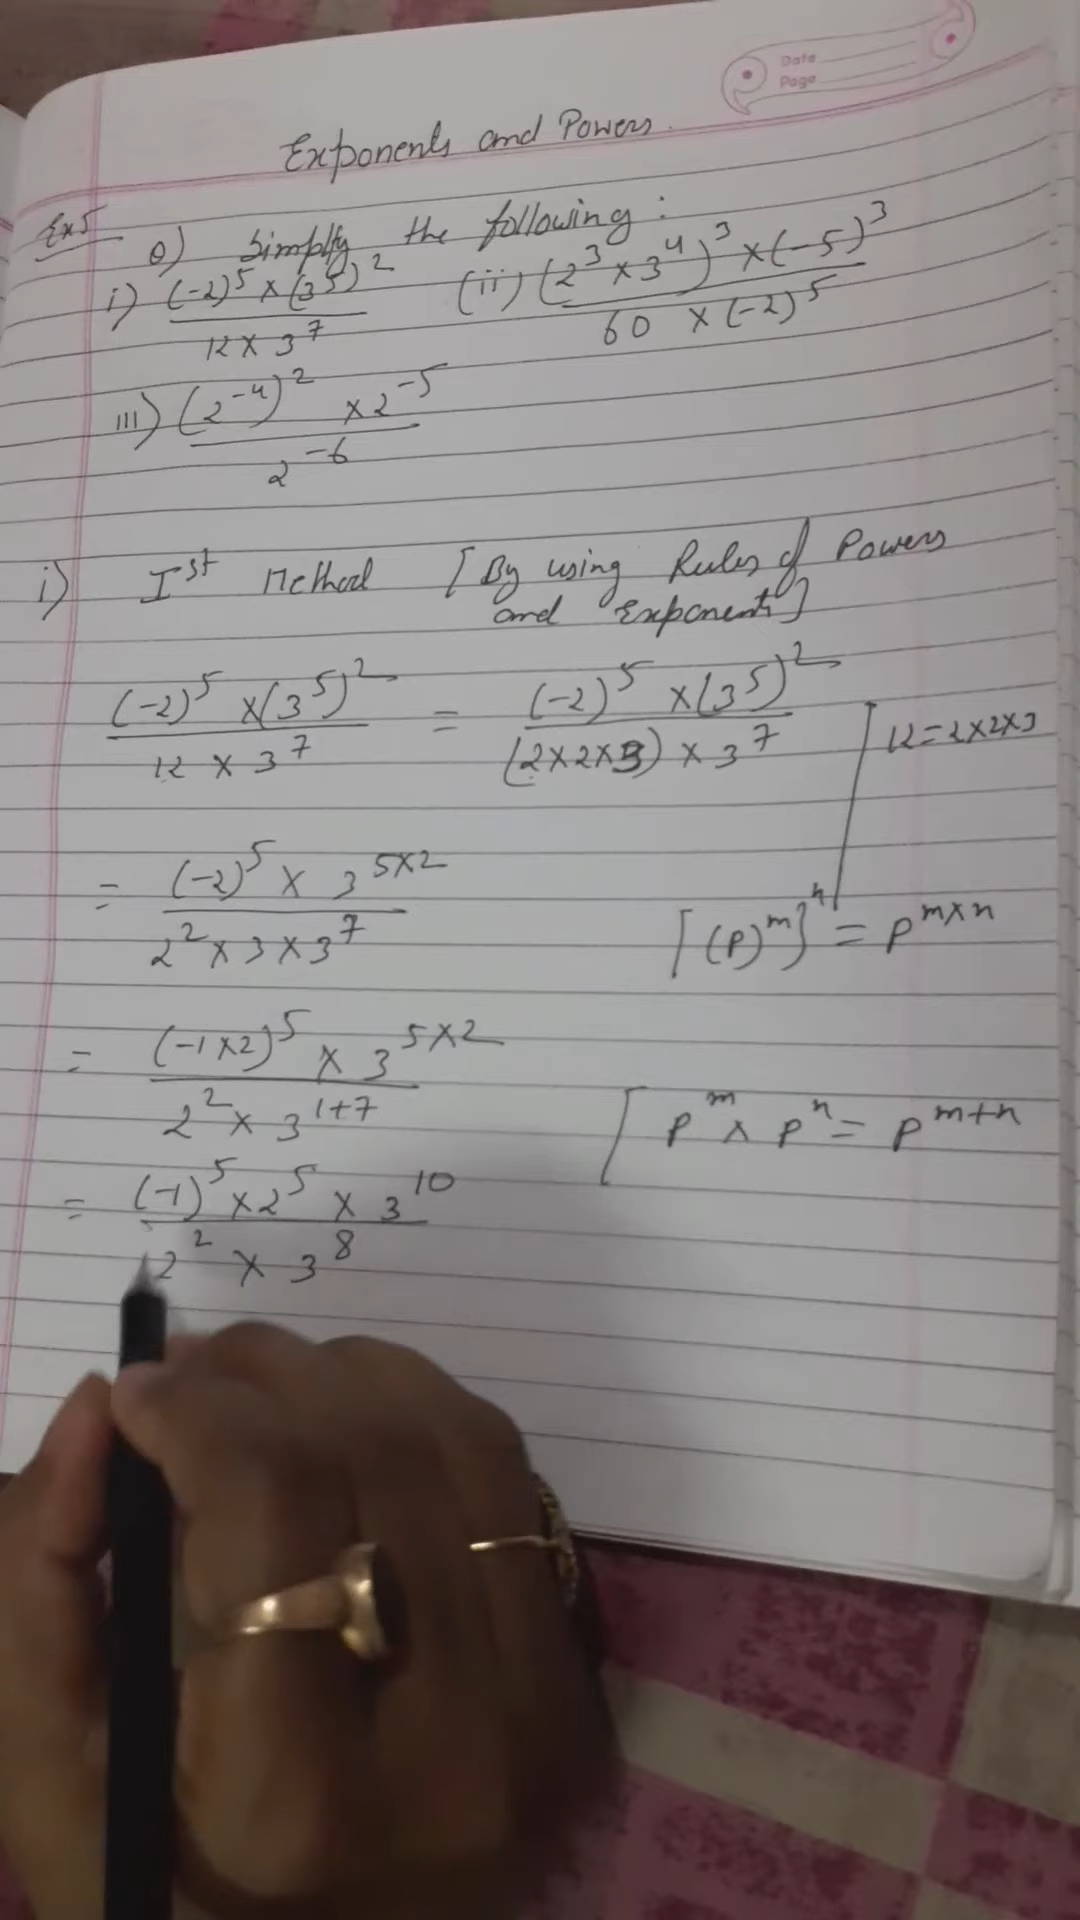 Date
Page
Exponents and Powers.
Ex 5
Q) Simplify the following:
i) (-2)^5 × (3^5)^2 / 12 × 3^7 (ii) (2^3 × 3^4)^3 × (-5)^3 / 60 × (-2)^5
iii) (2^-4)^2 × 2^-5 / 2^-6
i) Ist Method [By using Rules of Powers
and Exponents]
(-2)^5 × (3^5)^2 / 12 × 3^7 = (-2)^5 × (3^5)^2 / (2×2×3) × 3^7 [12 = 2×2×3
= (-2)^5 × 3^5×2 / 2^2 × 3 × 3^7 [(P)^m]^n = P^m×n
= (-1×2)^5 × 3^5×2 / 2^2 × 3^1+7 [P^m × P^n = P^m+n
= (-1)^5 × 2^5 × 3^10 / 2^2 × 3^8